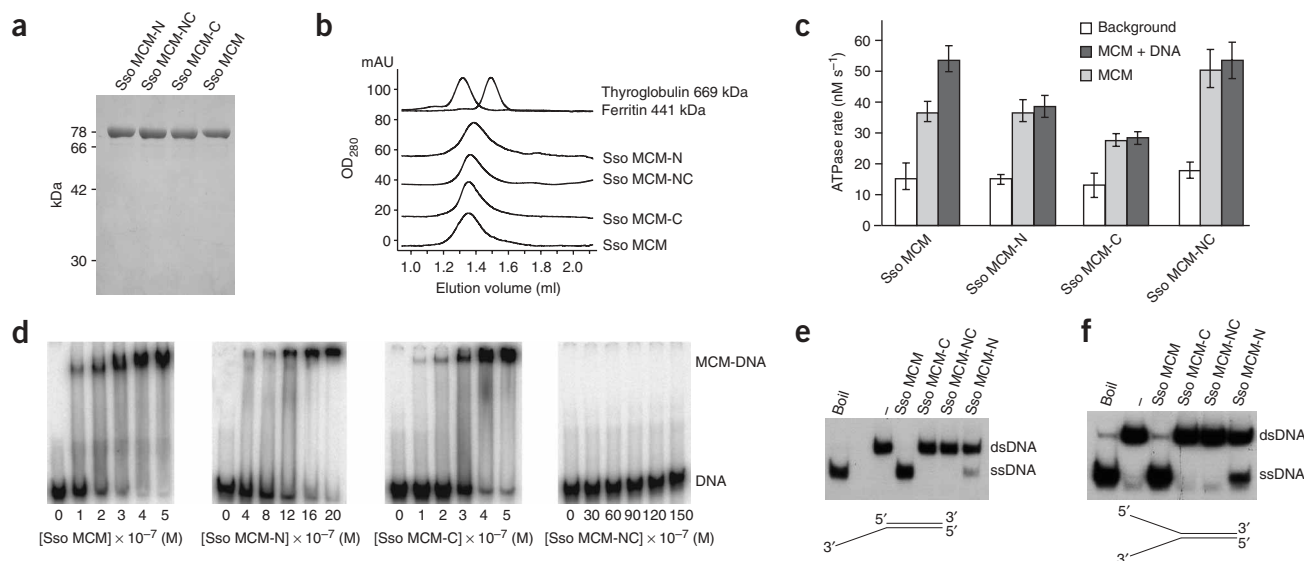 a
Sso MCM-N
Sso MCM-NC
Sso MCM-C
Sso MCM
kDa
78
66
42
30
b
mAU
100
80
60
40
20
0
OD280
Thyroglobulin 669 kDa
Ferritin 441 kDa
Sso MCM-N
Sso MCM-NC
Sso MCM-C
Sso MCM
1.0 1.2 1.4 1.6 1.8 2.0
Elution volume (ml)
c
ATPase rate (nM s−1)
60
50
40
30
20
10
0
Background
MCM + DNA
MCM
Sso MCM
Sso MCM-N
Sso MCM-C
Sso MCM-NC
d
MCM-DNA
DNA
0 1 2 3 4 5
[Sso MCM] × 10−7 (M)
0 4 8 12 16 20
[Sso MCM-N] × 10−7 (M)
0 1 2 3 4 5
[Sso MCM-C] × 10−7 (M)
0 30 60 90 120 150
[Sso MCM-NC] × 10−7 (M)
e
Boil
–
Sso MCM
Sso MCM-C
Sso MCM-NC
Sso MCM-N
dsDNA
ssDNA
5′ 3′
5′
3′
f
Boil
–
Sso MCM
Sso MCM-C
Sso MCM-NC
Sso MCM-N
dsDNA
ssDNA
5′
3′
5′
3′